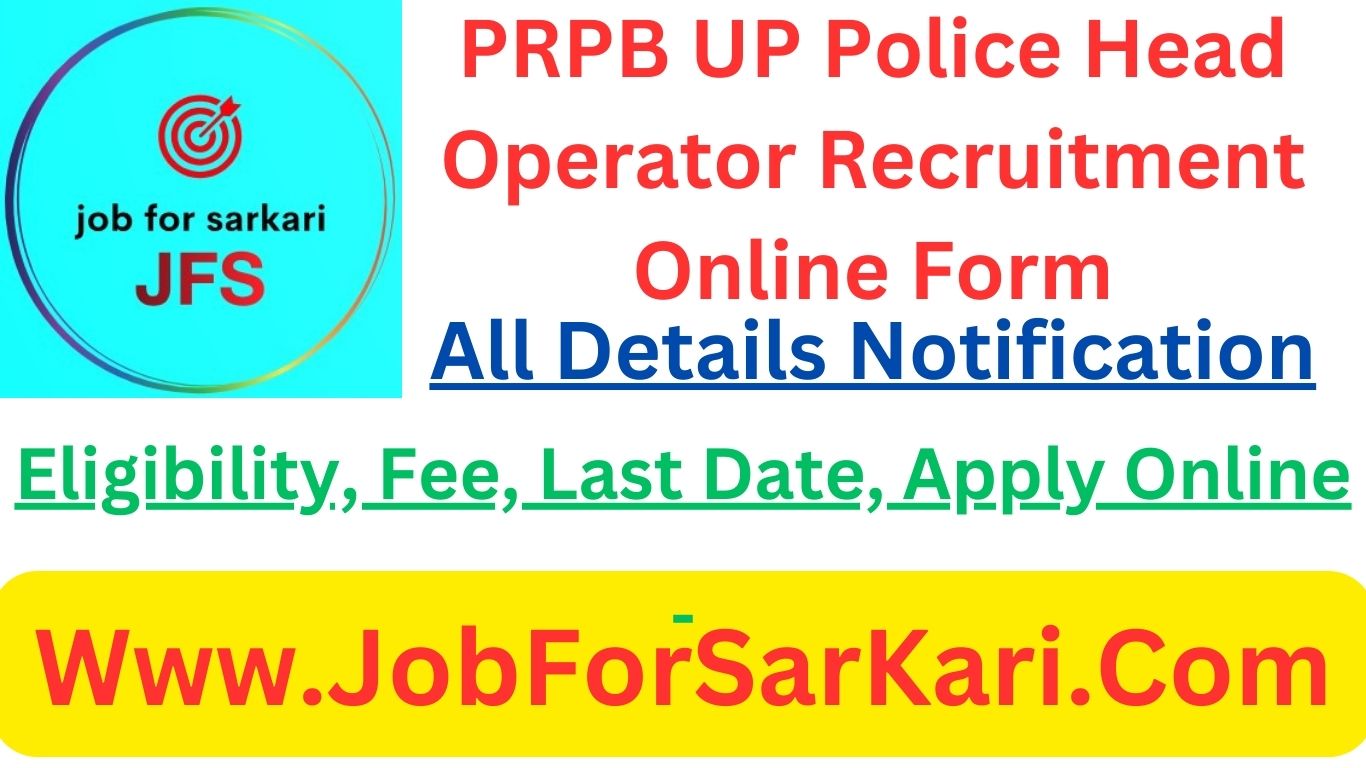 job for sarkari
JFS
PRPB UP Police Head
Operator Recruitment
Online Form
All Details Notification
Eligibility, Fee, Last Date, Apply Online
-
Www.JobForSarKari.Com